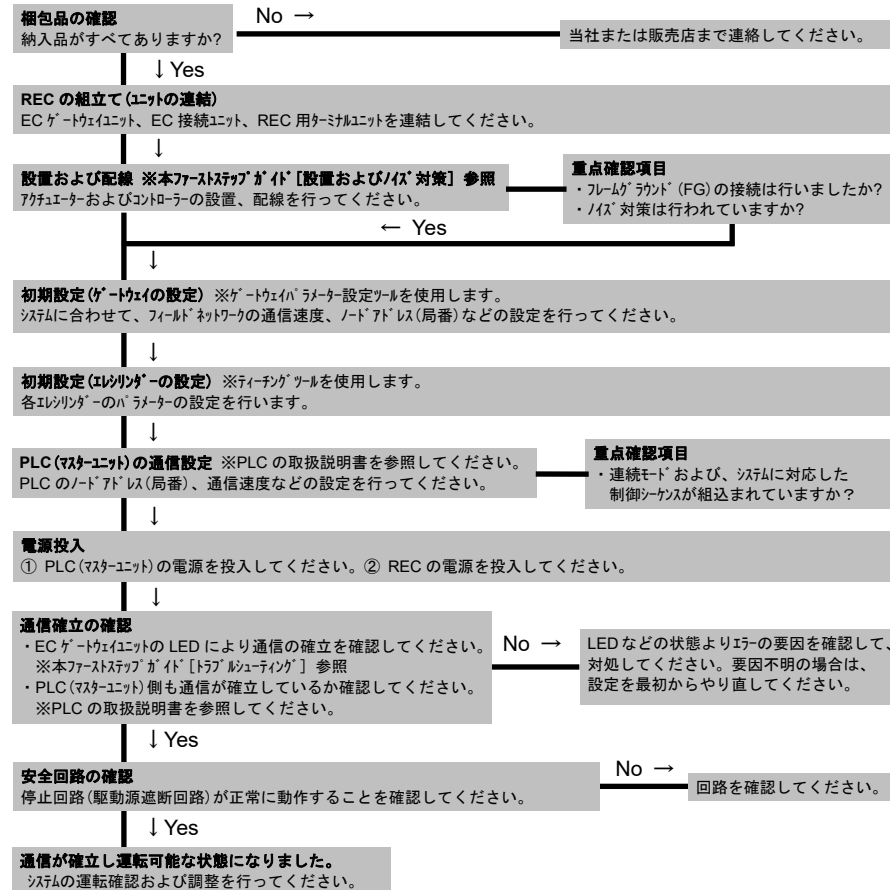 梱包品の確認
納入品がすべてありますか?
No →
当社または販売店まで連絡してください。
↓Yes
REC の組立て(ﾕﾆｯﾄの連結)
EC ｹﾞｰﾄｳｪｲﾕﾆｯﾄ、EC 接続ﾕﾆｯﾄ、REC 用ﾀｰﾐﾅﾙﾕﾆｯﾄを連結してください。
↓
設置および配線 ※本ﾌｧｰｽﾄｽﾃｯﾌﾟｶﾞｲﾄﾞ[設置およびﾉｲｽﾞ対策] 参照
ｱｸﾁｭｴｰﾀｰおよびｺﾝﾄﾛｰﾗｰの設置、配線を行ってください。
重点確認項目
・ﾌﾚｰﾑｸﾞﾗｳﾝﾄﾞ(FG)の接続は行いましたか?
・ﾉｲｽﾞ対策は行われていますか?
← Yes
↓
初期設定(ｹﾞｰﾄｳｪｲの設定) ※ｹﾞｰﾄｳｪｲﾊﾟﾗﾒｰﾀｰ設定ﾂｰﾙを使用します。
ｼｽﾃﾑに合わせて、ﾌｨｰﾙﾄﾞﾈｯﾄﾜｰｸの通信速度、ﾉｰﾄﾞｱﾄﾞﾚｽ(局番)などの設定を行ってください。
↓
初期設定(ｴﾚｼﾘﾝﾀﾞｰの設定) ※ﾃｨｰﾁﾝｸﾞﾂｰﾙを使用します。
各ｴﾚｼﾘﾝﾀﾞｰのﾊﾟﾗﾒｰﾀｰの設定を行います。
↓
PLC(ﾏｽﾀｰﾕﾆｯﾄ)の通信設定 ※PLC の取扱説明書を参照してください。
PLC のﾉｰﾄﾞｱﾄﾞﾚｽ(局番)、通信速度などの設定を行ってください。
重点確認項目
・連続ﾓｰﾄﾞおよび、ｼｽﾃﾑに対応した
制御ｼｰｹﾝｽが組込まれていますか？
↓
電源投入
① PLC(ﾏｽﾀｰﾕﾆｯﾄ)の電源を投入してください。② REC の電源を投入してください。
↓
通信確立の確認
・EC ｹﾞｰﾄｳｪｲﾕﾆｯﾄの LED により通信の確立を確認してください。
※本ﾌｧｰｽﾄｽﾃｯﾌﾟｶﾞｲﾄﾞ[ﾄﾗﾌﾞﾙｼｭｰﾃｨﾝｸﾞ] 参照
・PLC(ﾏｽﾀｰﾕﾆｯﾄ)側も通信が確立しているか確認してください。
※PLC の取扱説明書を参照してください。
No →
LED などの状態よりｴﾗｰの要因を確認して、
対処してください。要因不明の場合は、
設定を最初からやり直してください。
↓Yes
安全回路の確認
停止回路(駆動源遮断回路)が正常に動作することを確認してください。
No →
回路を確認してください。
↓Yes
通信が確立し運転可能な状態になりました。
ｼｽﾃﾑの運転確認および調整を行ってください。